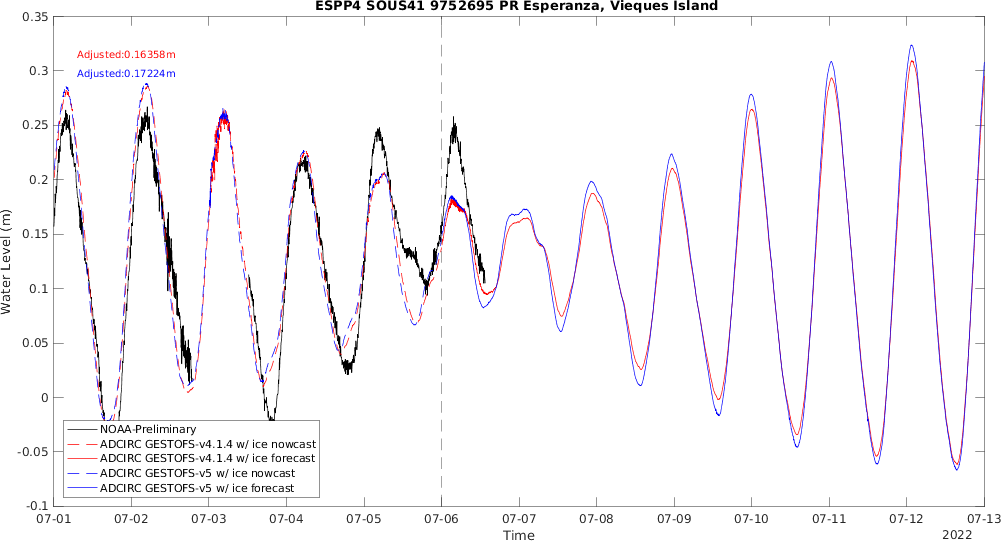 ESPP4 SOUS41 9752695 PR Esperanza, Vieques Island
0.35
0.3
0.25
0.2
0.15
0.1
0.05
0
-0.05
-0.1
Water Level (m)
Adjusted:0.16358m
Adjusted:0.17224m
NOAA-Preliminary
ADCIRC GESTOFS-v4.1.4 w/ ice nowcast
ADCIRC GESTOFS-v4.1.4 w/ ice forecast
ADCIRC GESTOFS-v5 w/ ice nowcast
ADCIRC GESTOFS-v5 w/ ice forecast
07-01 07-02 07-03 07-04 07-05 07-06 07-07 07-08 07-09 07-10 07-11 07-12 07-13
Time
2022